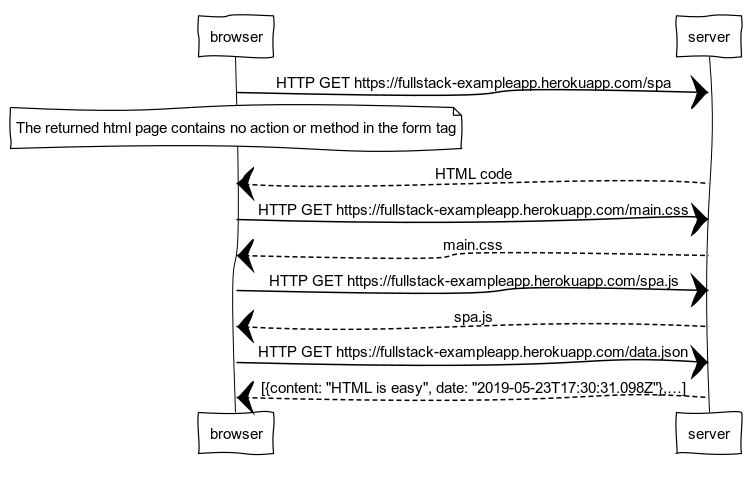 browser
server
HTTP GET https://fullstack-exampleapp.herokuapp.com/spa
The returned html page contains no action or method in the form tag
HTML code
HTTP GET https://fullstack-exampleapp.herokuapp.com/main.css
main.css
HTTP GET https://fullstack-exampleapp.herokuapp.com/spa.js
spa.js
HTTP GET https://fullstack-exampleapp.herokuapp.com/data.json
[{content: "HTML is easy", date: "2019-05-23T17:30:31.098Z"},....]
browser
server